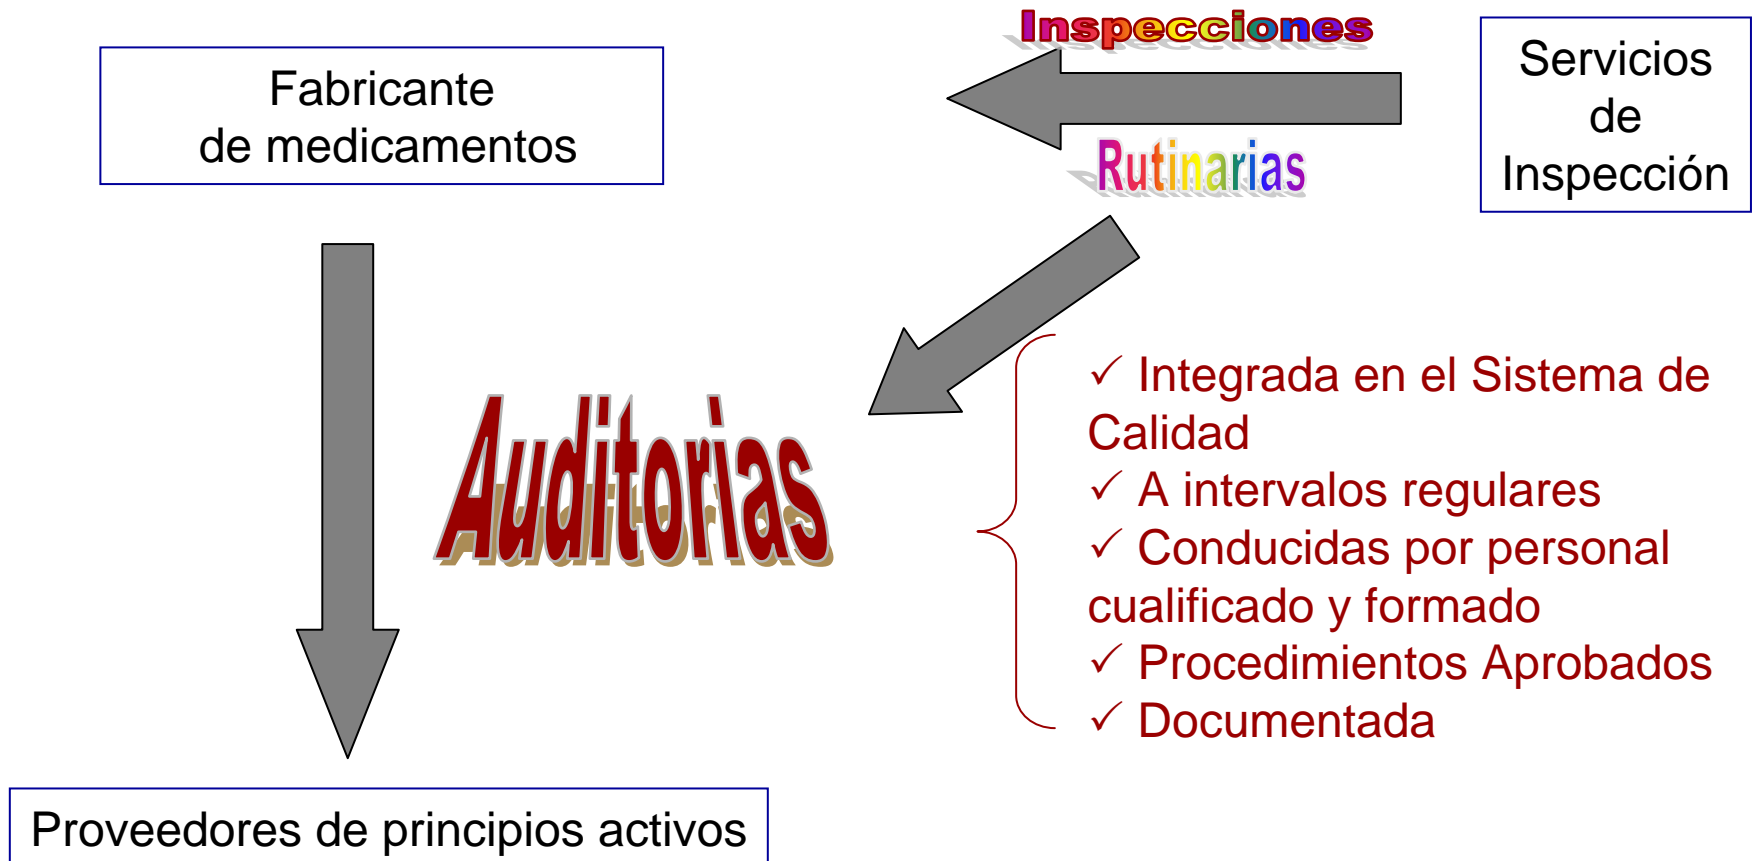 Inspecciones
Fabricante
de medicamentos
Servicios
de
Inspección
Rutinarias
Auditorias
✓ Integrada en el Sistema de
Calidad
✓ A intervalos regulares
✓ Conducidas por personal
cualificado y formado
✓ Procedimientos Aprobados
✓ Documentada
Proveedores de principios activos